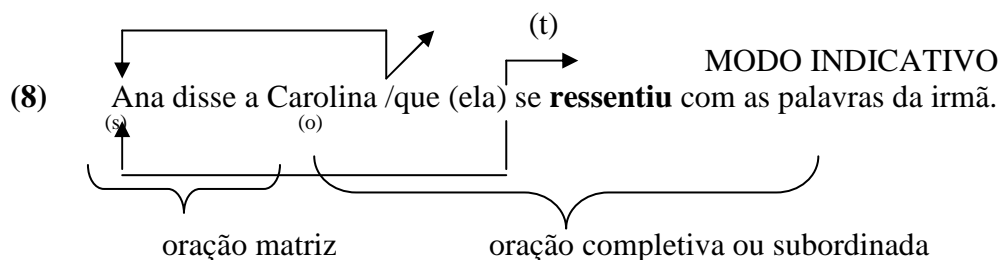 (t)
MODO INDICATIVO
(8) Ana disse a Carolina /que (ela) se ressentiu com as palavras da irmã.
(s) (o)
oração matriz oração completiva ou subordinada